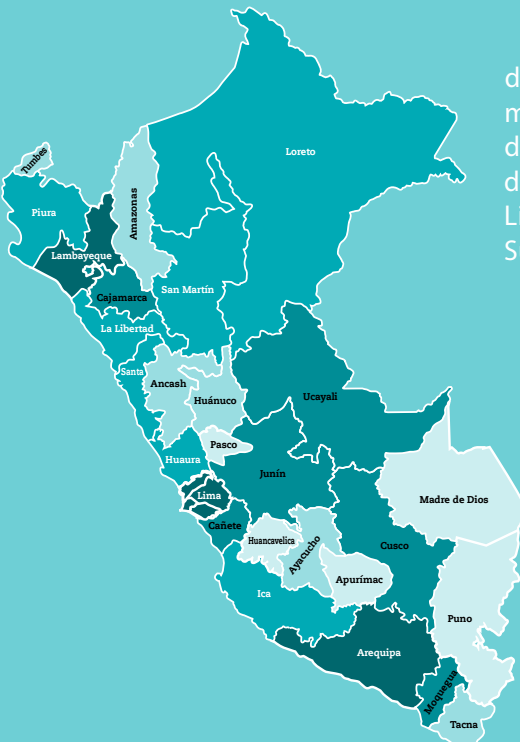 d
m
d
d
L
S
Loreto
Tumbes
Amazonas
Piura
Lambayeque
San Martín
Cajamarca
La Libertad
Santa
Ancash
Huánuco
Ucayali
Pasco
Huaura
Junín
Lima
Madre de Dios
Cañete
Huancavelica
Ayacucho
Cusco
Apurímac
Ica
Puno
Arequipa
Moquegua
Tacna